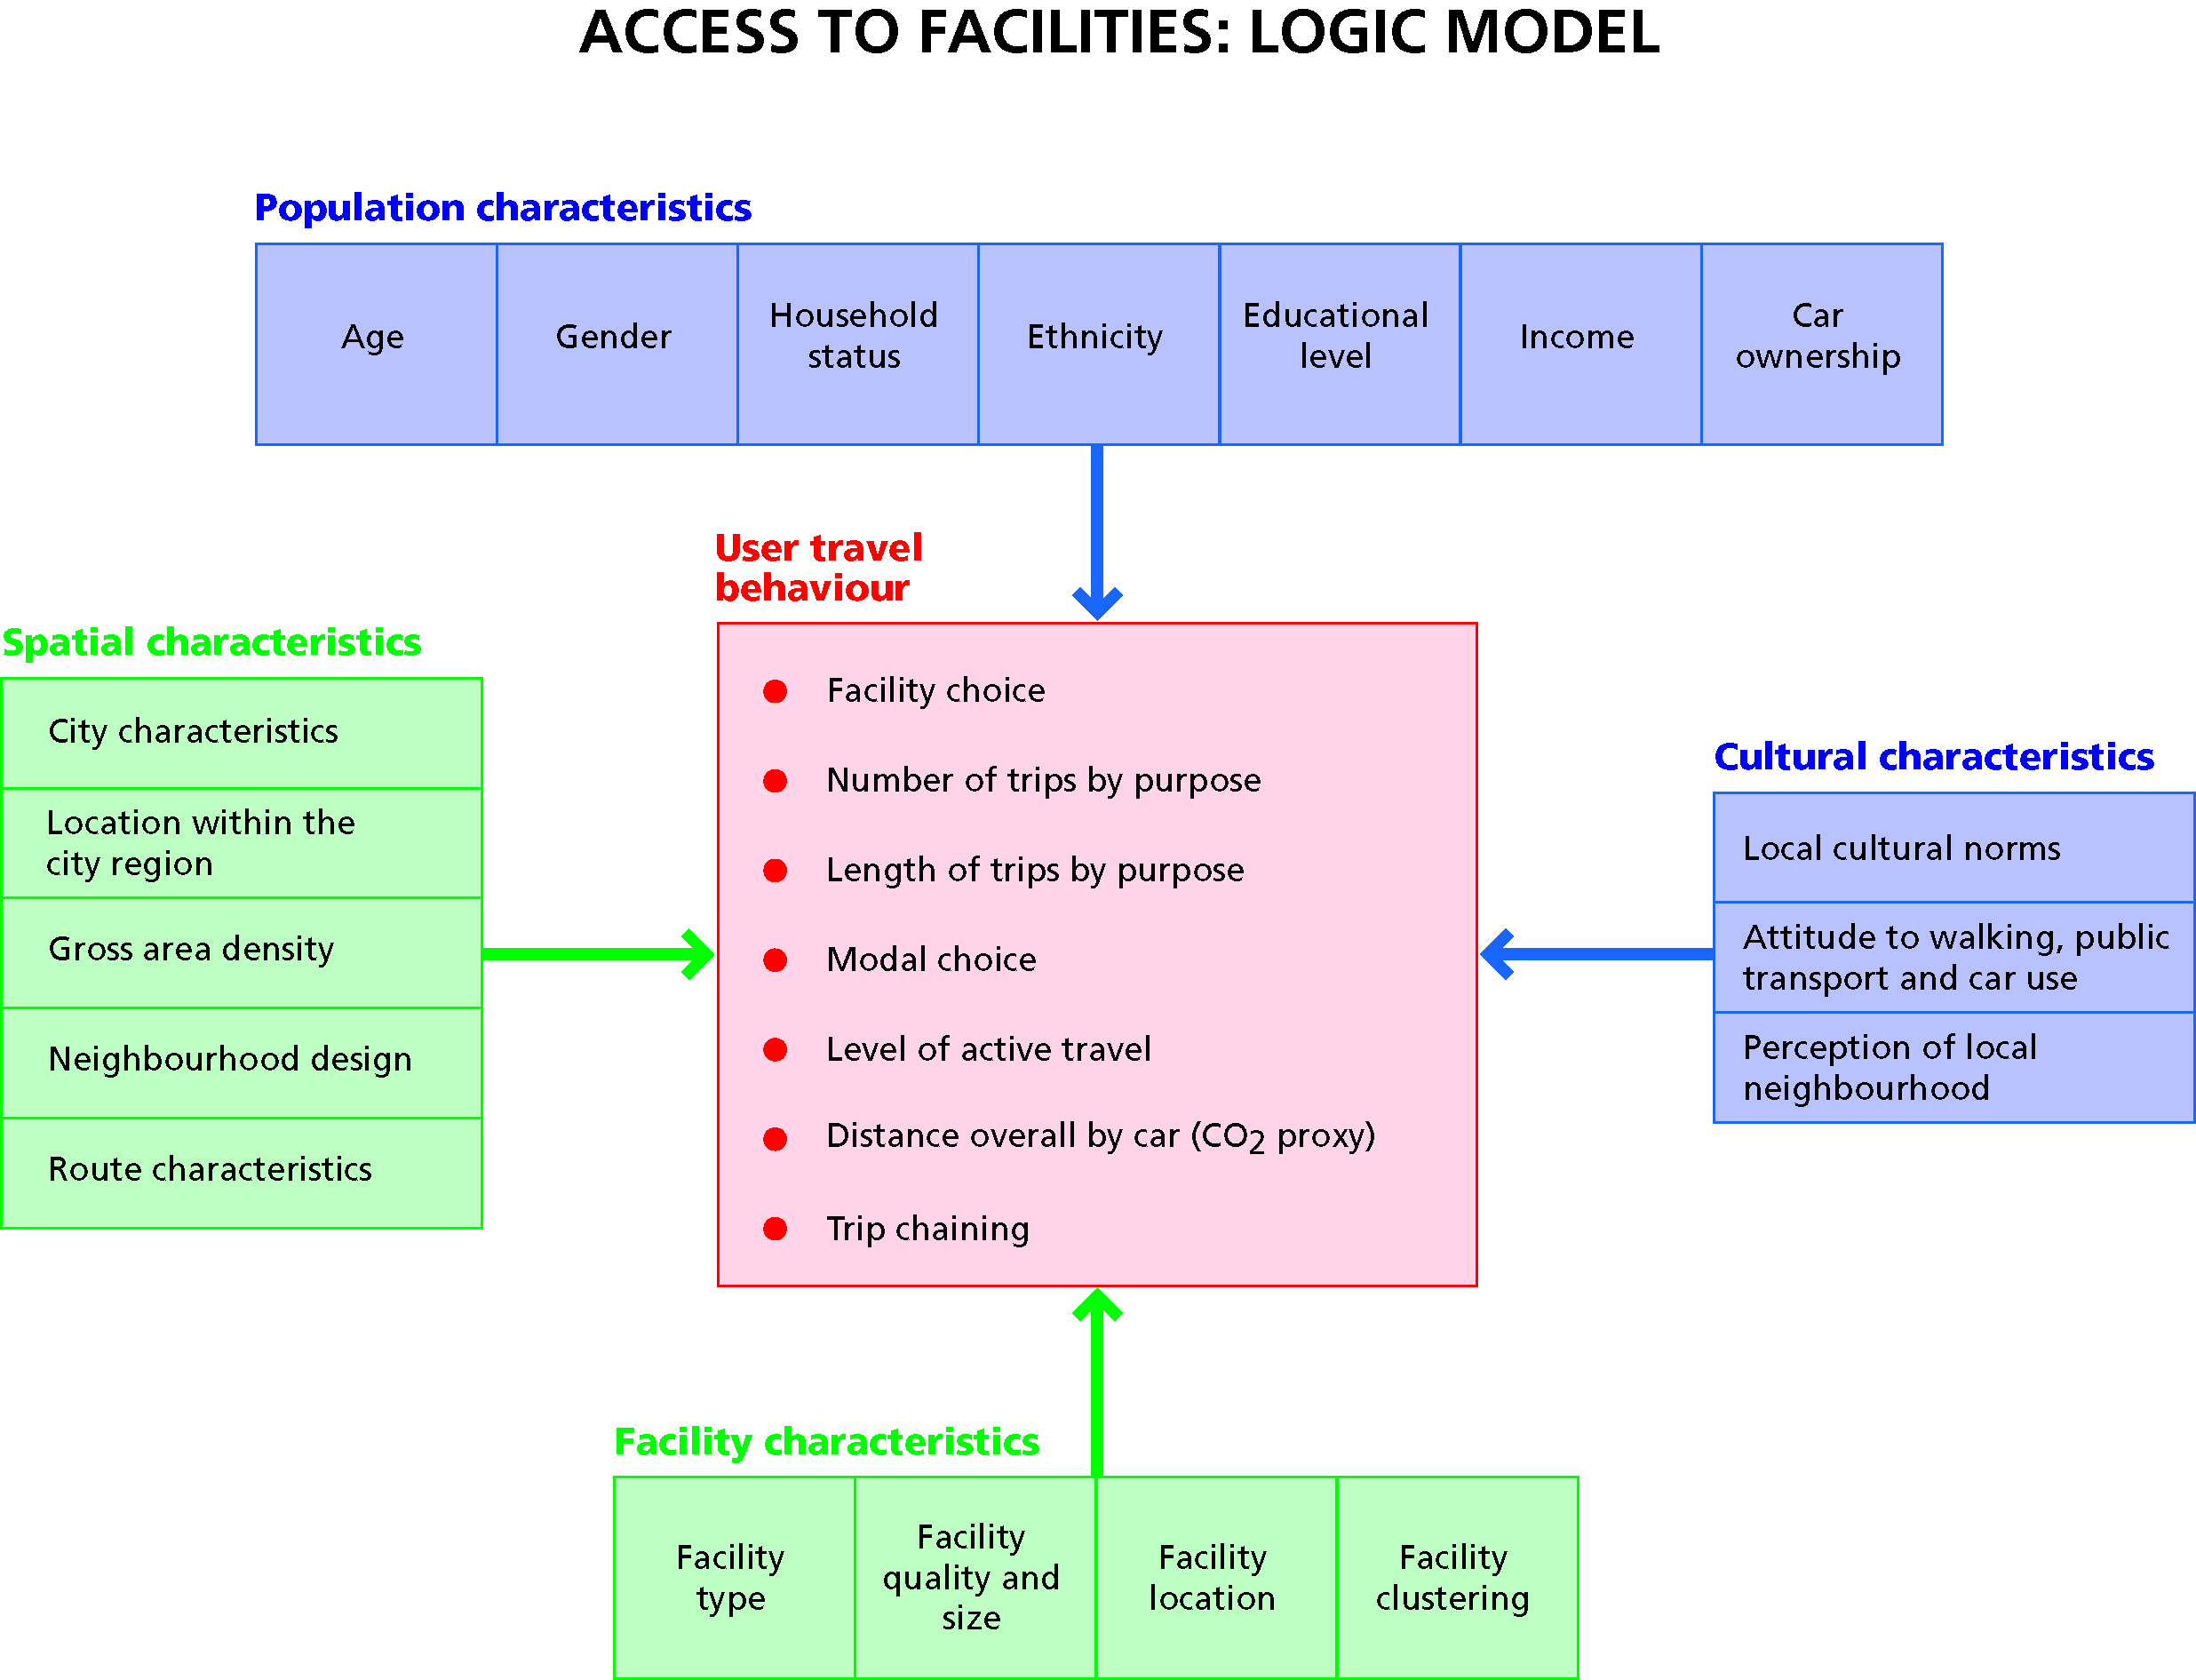 ACCESS TO FACILITIES: LOGIC MODEL
Population characteristics
Age
Gender
Household
status
Ethnicity
Educational
level
Income
Car
ownership
User travel
behaviour
Facility choice
Number of trips by purpose
Length of trips by purpose
Modal choice
Level of active travel
Distance overall by car (CO2 proxy)
Trip chaining
Spatial characteristics
City characteristics
Location within the
city region
Gross area density
Neighbourhood design
Route characteristics
Cultural characteristics
Local cultural norms
Attitude to walking, public
transport and car use
Perception of local
neighbourhood
Facility characteristics
Facility
type
Facility
quality and
size
Facility
location
Facility
clustering